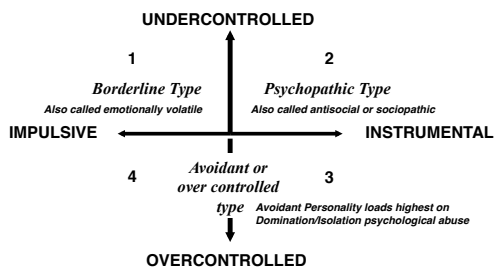 UNDERCONTROLLED
1
2
Borderline Type
Psychopathic Type
Also called emotionally volatile
Also called antisocial or sociopathic
IMPULSIVE
INSTRUMENTAL
4
Avoidant or
over controlled
type
3
Avoidant Personality loads highest on
Domination/Isolation psychological abuse
OVERCONTROLLED